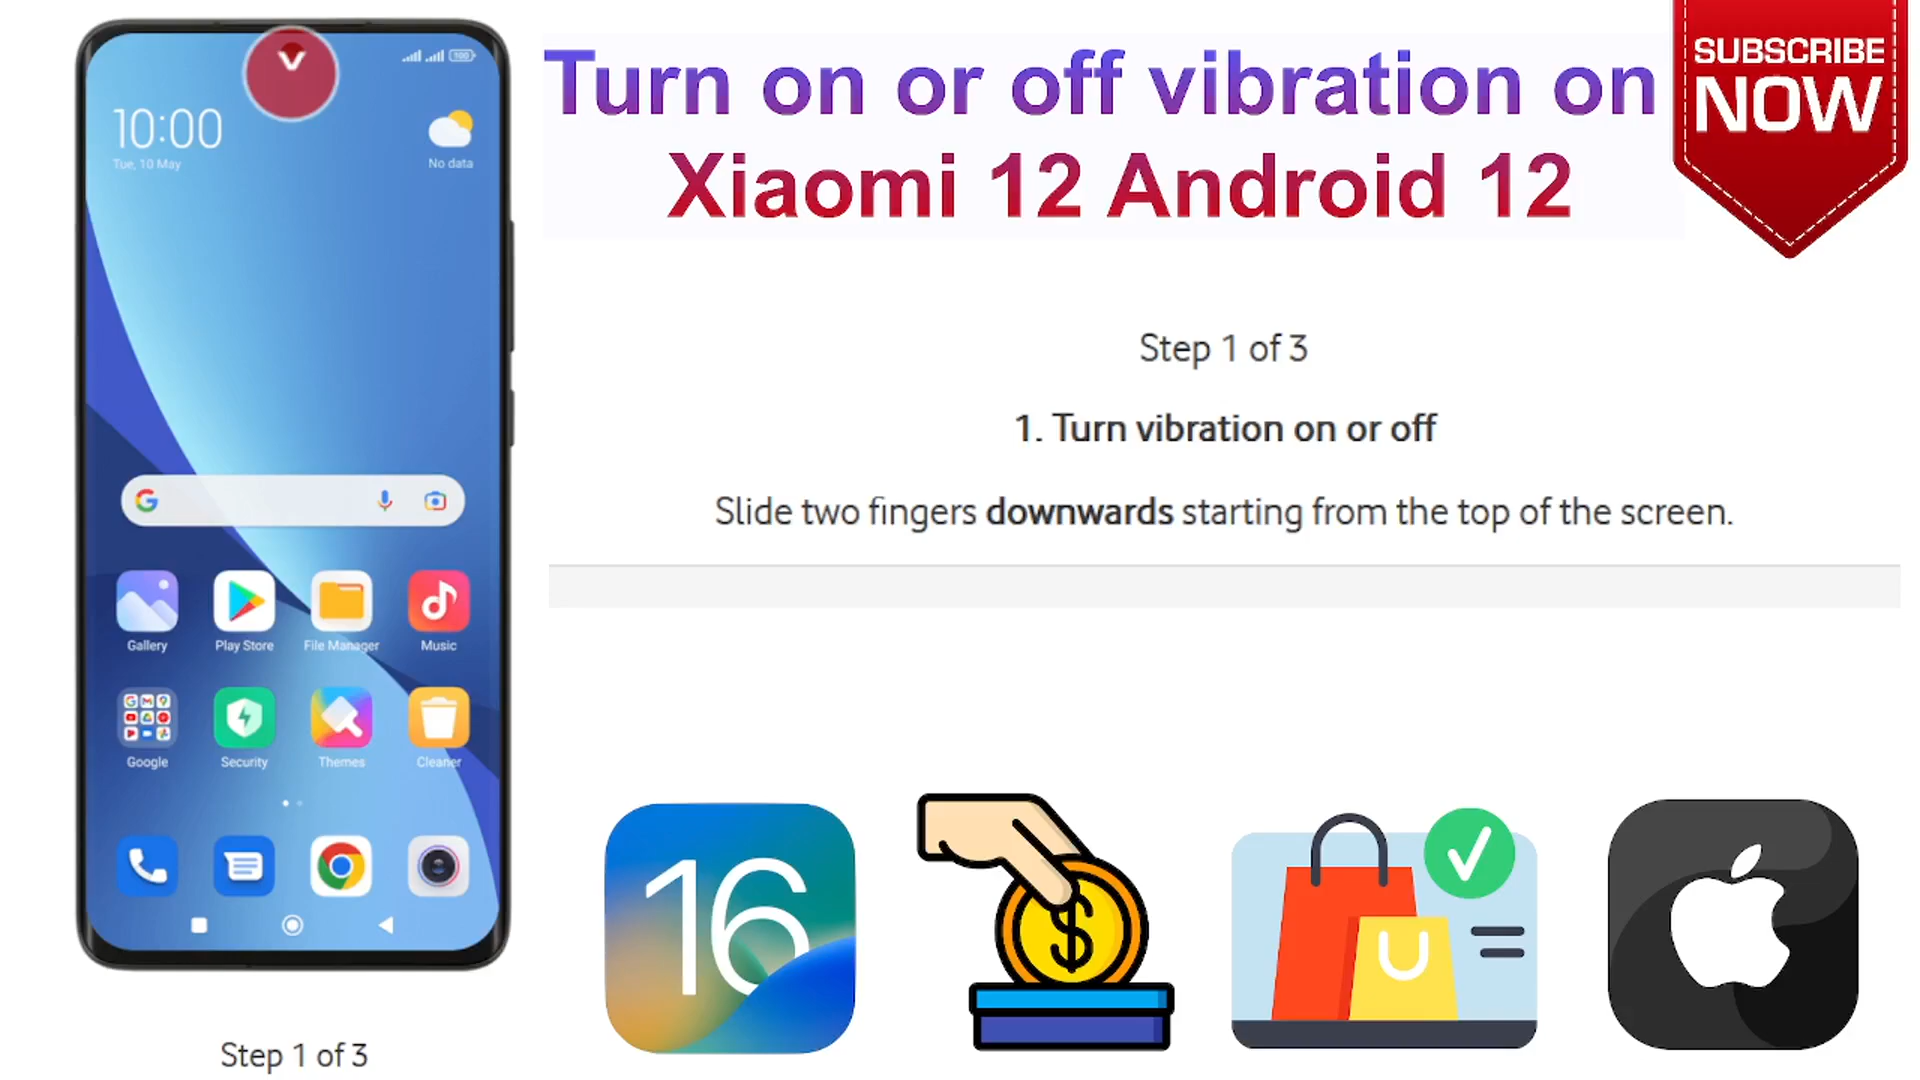 Turn on or off vibration on
Xiaomi 12 Android 12
SUBSCRIBE
NOW
100
10:00
Tue, 10 May
No data
Step 1 of 3
1. Turn vibration on or off
Slide two fingers downwards starting from the top of the screen.
Gallery
Play Store
File Manager
Music
Google
Security
Themes
Cleaner
16
$
Step 1 of 3